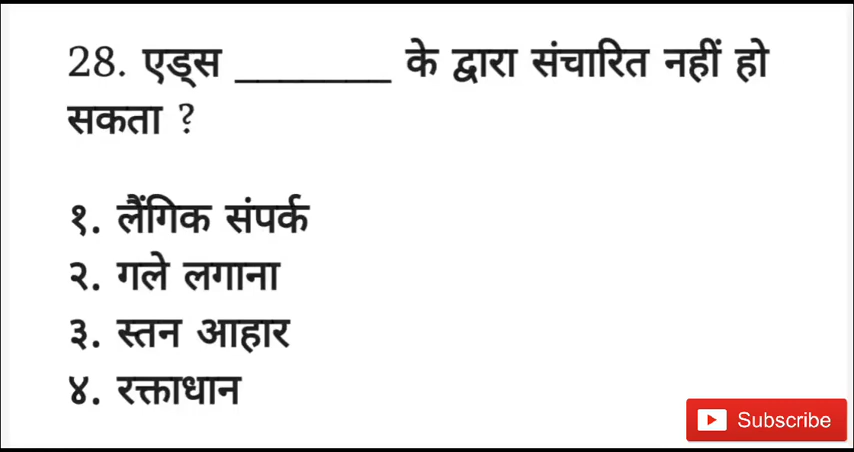 28. एड्स ________ के द्वारा संचारित नहीं हो
सकता ?
१. लैंगिक संपर्क
२. गले लगाना
३. स्तन आहार
४. रक्ताधान
Subscribe